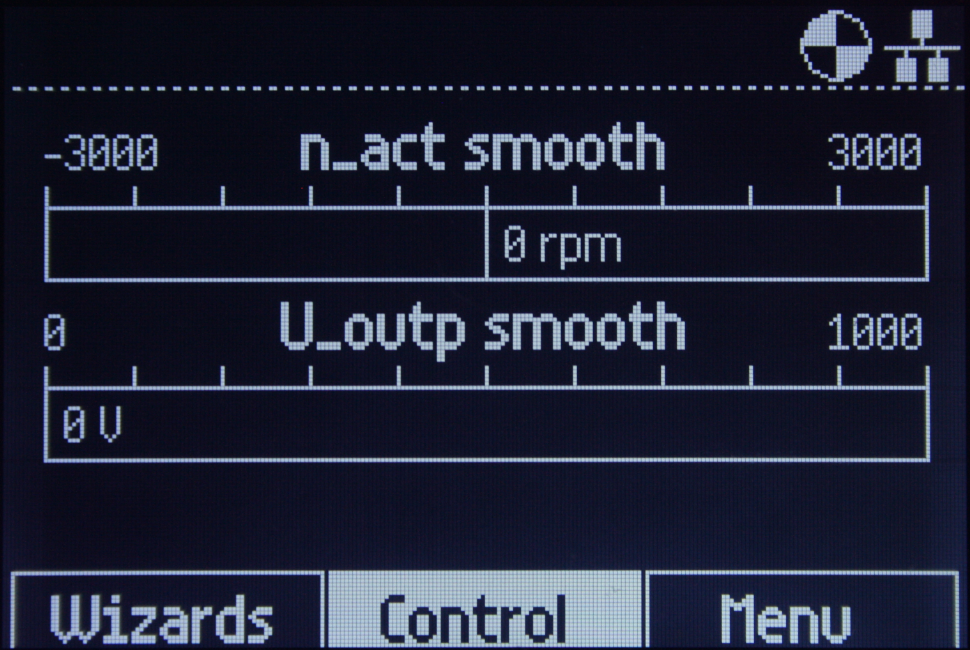 -3000 n_act smooth 3000
0 rpm
0 U_outp smooth 1000
0 V
Wizards Control Menu